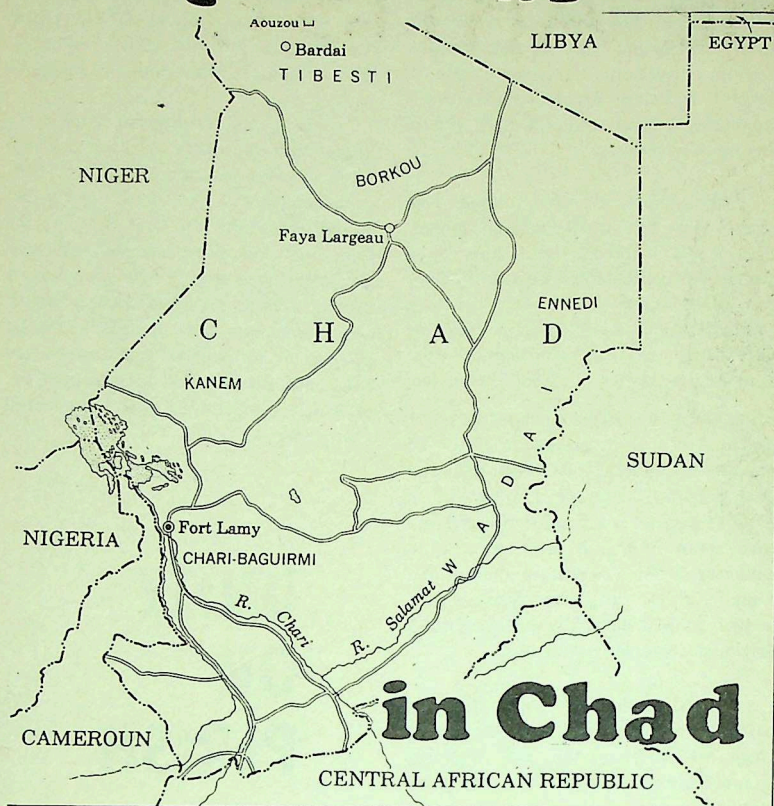 Aouzou
LIBYA
EGYPT
Bardai
TIBESTI
NIGER
BORKOU
Faya Largeau
ENNEDI
C H A D
KANEM
SUDAN
WADAI
NIGERIA
Fort Lamy
CHARI-BAGUIRMI
R. Chari
R. Salamat
in Chad
CAMEROUN
CENTRAL AFRICAN REPUBLIC